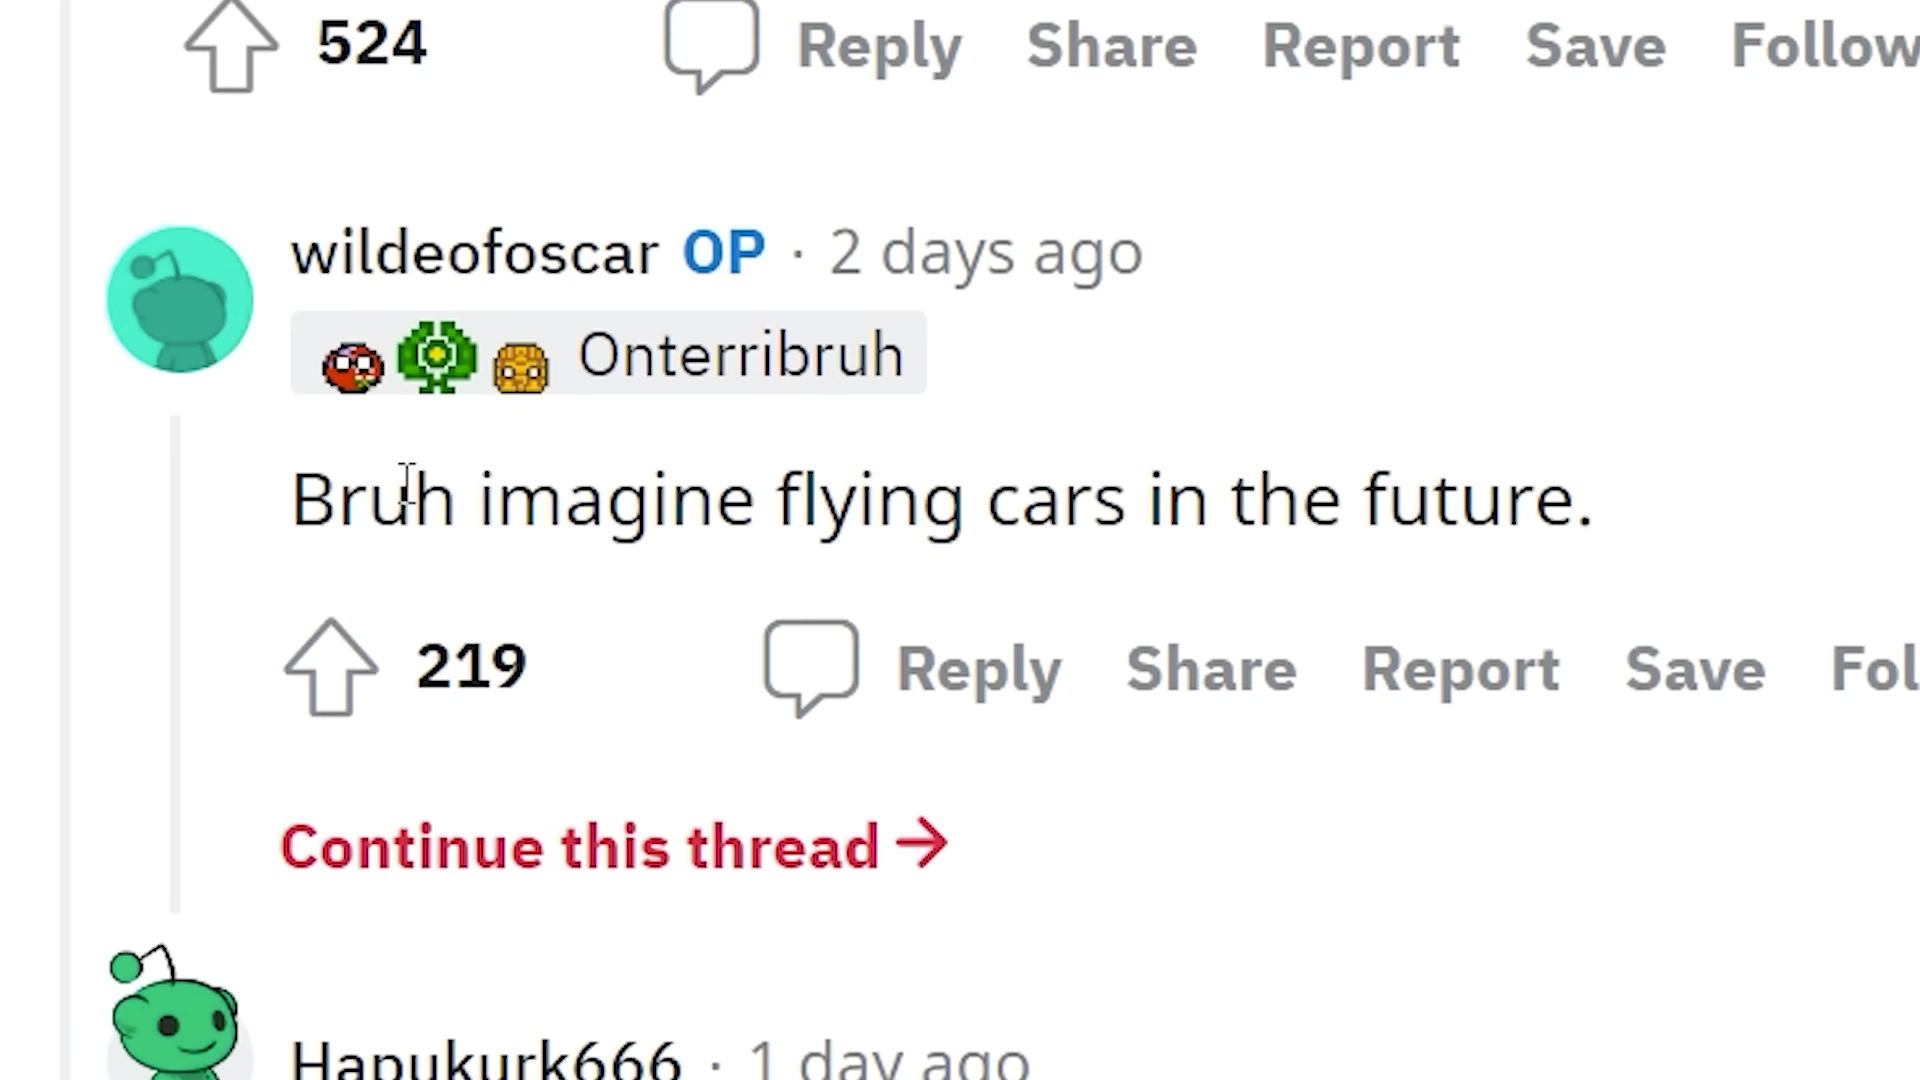 524 Reply Share Report Save Follow
wildeofoscar OP · 2 days ago
Onterribruh
Bruh imagine flying cars in the future.
219 Reply Share Report Save Fol
Continue this thread →
Hapukurk666 · 1 day ago